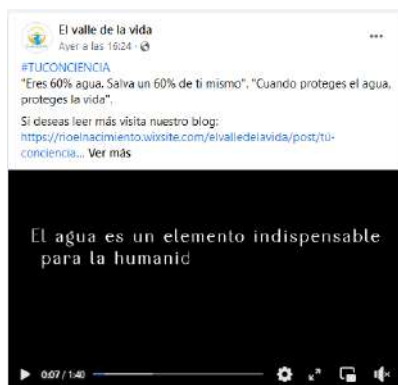 El valle de la vida
Ayer a las 16:24 ·
#TUCONCIENCIA
"Eres 60% agua. Salva un 60% de ti mismo". "Cuando proteges el agua,
proteges la vida".
Si deseas leer más visita nuestro blog:
https://rioelnacimiento.wixsite.com/elvalledelavida/post/tú-
conciencia... Ver más
El agua es un elemento indispensable
para la humanid
0:07 / 1:40